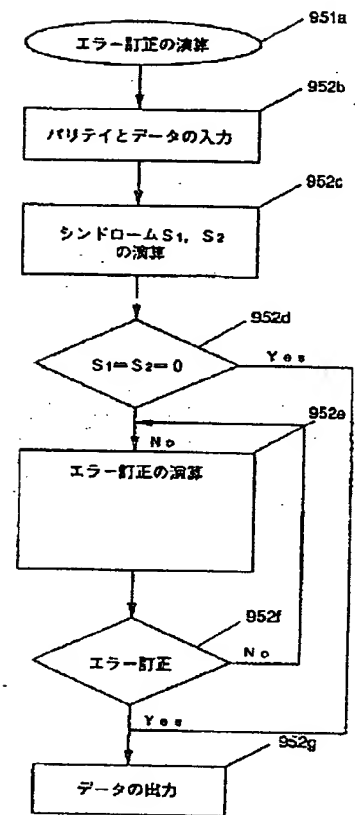 951a
エラー訂正の演算
952b
パリテイとデータの入力
952c
シンドロームS1, S2
の演算
952d
S1=S2=0
Yes
952e
No
エラー訂正の演算
952f
エラー訂正
No
Yes
952g
データの出力